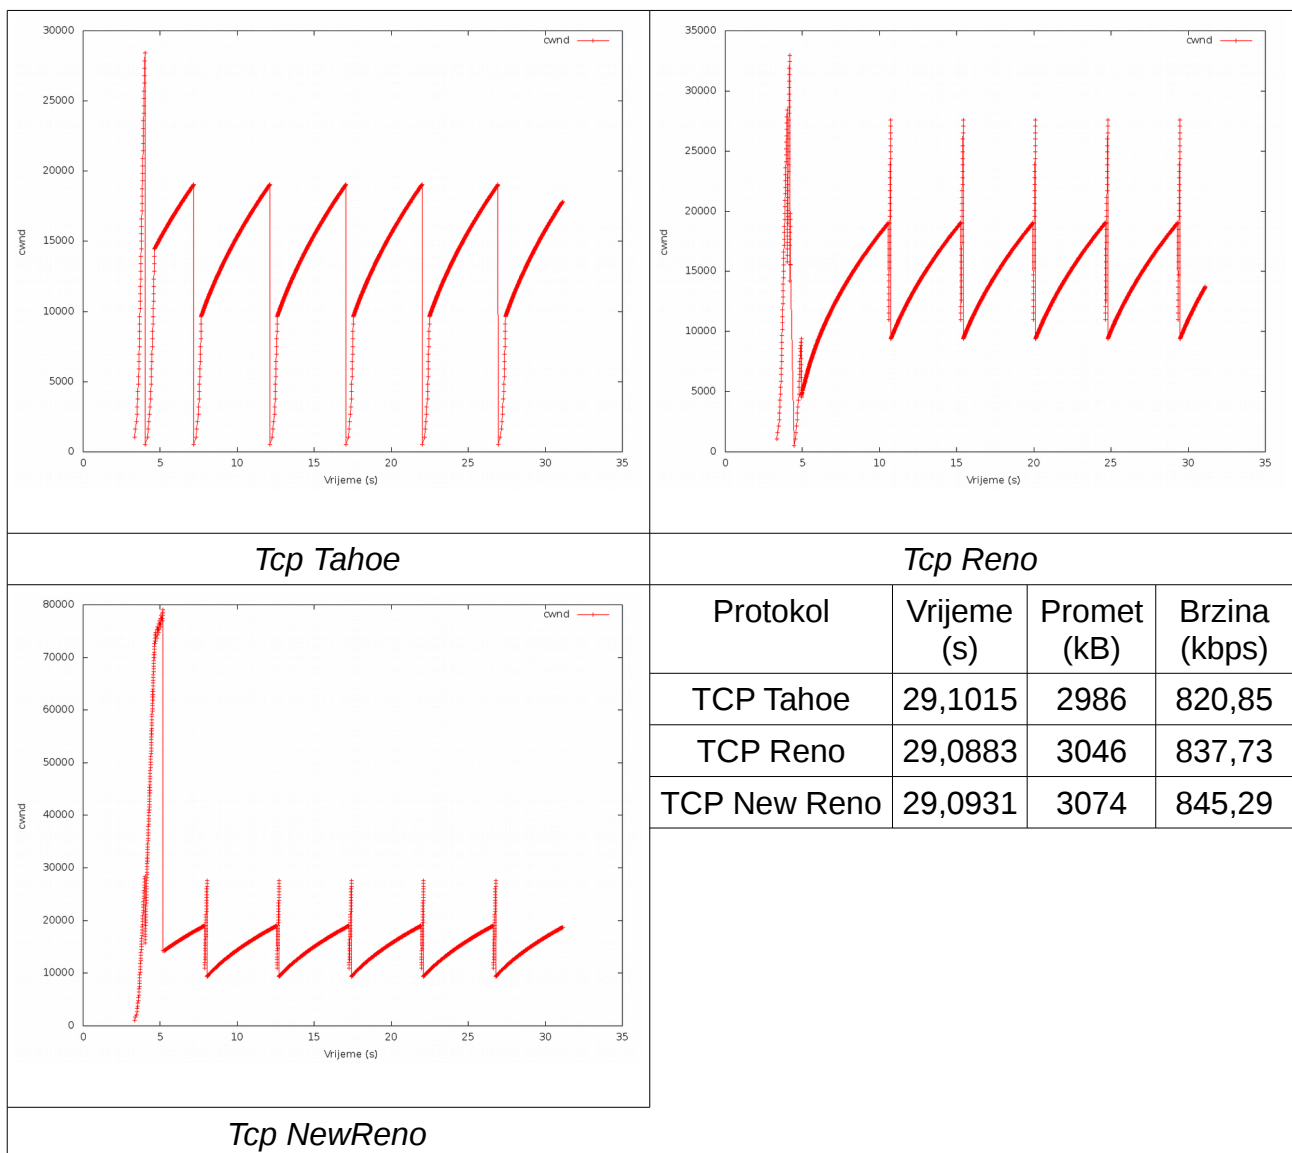 30000
25000
20000
15000
10000
5000
0
cwnd
cwnd
0 5 10 15 20 25 30 35
Vrijeme (s)
Tcp Tahoe
35000
30000
25000
20000
15000
10000
5000
0
cwnd
cwnd
0 5 10 15 20 25 30 35
Vrijeme (s)
Tcp Reno
80000
70000
60000
50000
40000
30000
20000
10000
0
cwnd
cwnd
0 5 10 15 20 25 30 35
Vrijeme (s)
Tcp NewReno
Protokol Vrijeme Promet Brzina
(s) (kB) (kbps)
TCP Tahoe 29,1015 2986 820,85
TCP Reno 29,0883 3046 837,73
TCP New Reno 29,0931 3074 845,29